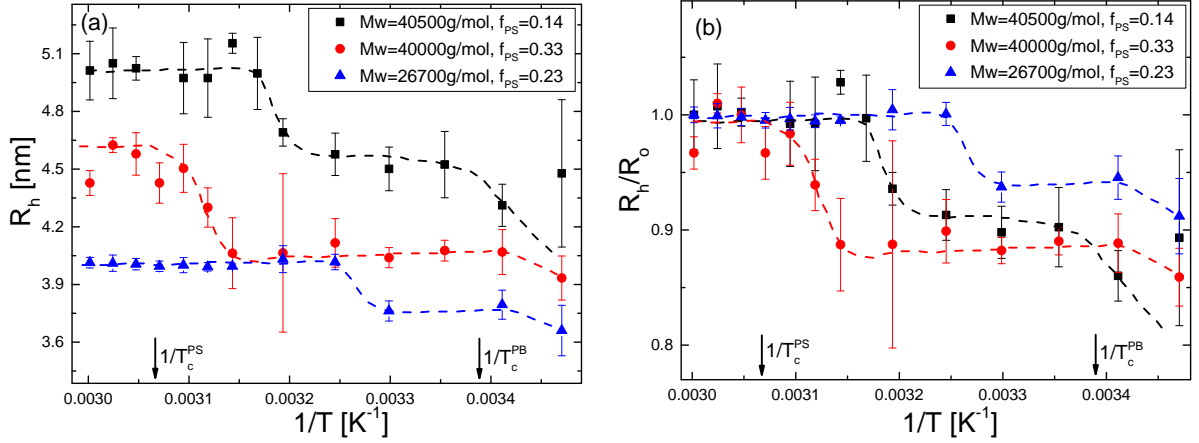 (a)
Mw=40500g/mol, f_PS=0.14
Mw=40000g/mol, f_PS=0.33
Mw=26700g/mol, f_PS=0.23
5.1
4.8
4.5
4.2
3.9
3.6
R_h [nm]
1/T_c^PS
1/T_c^PB
0.0030
0.0031
0.0032
0.0033
0.0034
1/T [K^-1]
(b)
Mw=40500g/mol, f_PS=0.14
Mw=40000g/mol, f_PS=0.33
Mw=26700g/mol, f_PS=0.23
1.0
0.9
0.8
R_h/R_o
1/T_c^PS
1/T_c^PB
0.0030
0.0031
0.0032
0.0033
0.0034
1/T [K^-1]